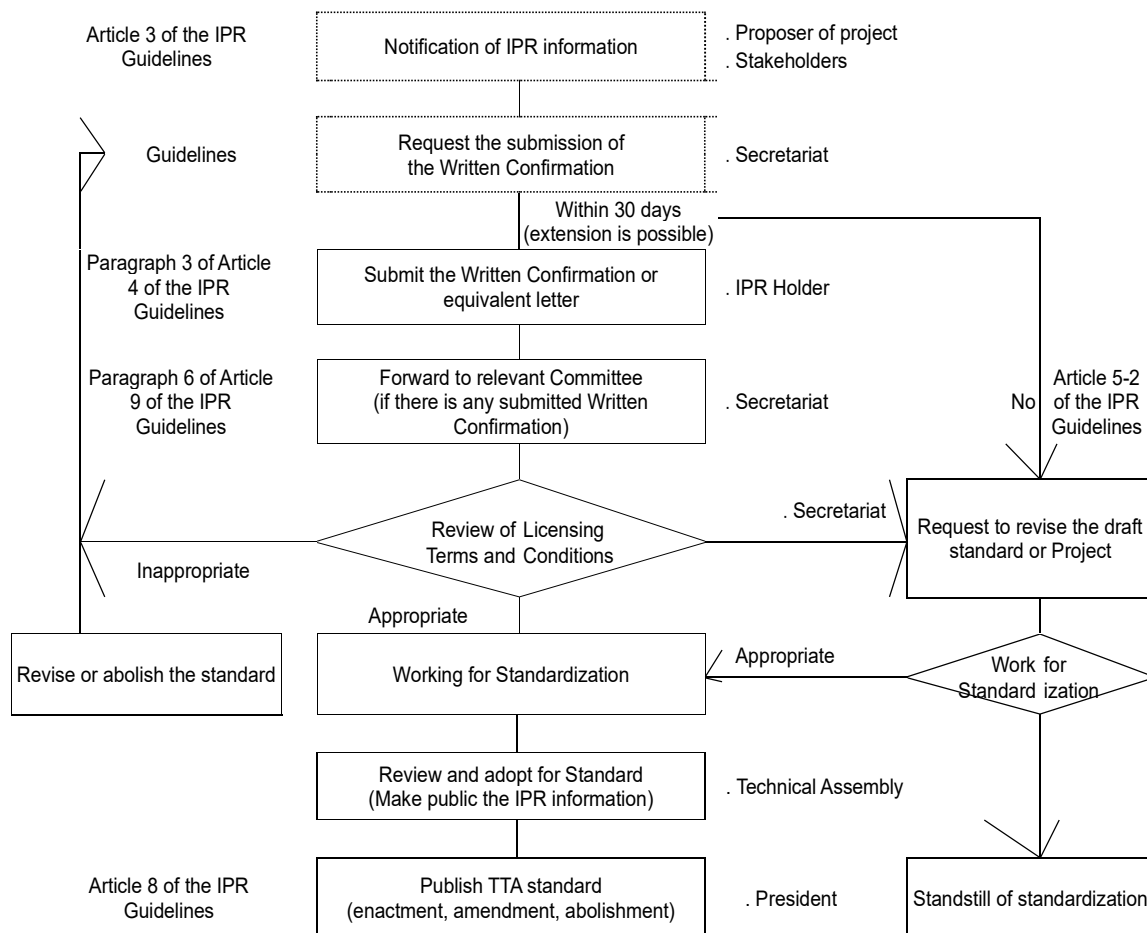 Article 3 of the IPR
Guidelines
Notification of IPR information
. Proposer of project
. Stakeholders
Guidelines
Request the submission of
the Written Confirmation
. Secretariat
Within 30 days
(extension is possible)
Paragraph 3 of Article
4 of the IPR
Guidelines
Submit the Written Confirmation or
equivalent letter
. IPR Holder
Paragraph 6 of Article
9 of the IPR
Guidelines
Forward to relevant Committee
(if there is any submitted Written
Confirmation)
. Secretariat
No
Article 5-2
of the IPR
Guidelines
Review of Licensing
Terms and Conditions
. Secretariat
Request to revise the draft
standard or Project
Inappropriate
Appropriate
Revise or abolish the standard
Working for Standardization
Appropriate
Work for
Standard ization
Review and adopt for Standard
(Make public the IPR information)
. Technical Assembly
Article 8 of the IPR
Guidelines
Publish TTA standard
(enactment, amendment, abolishment)
. President
Standstill of standardization